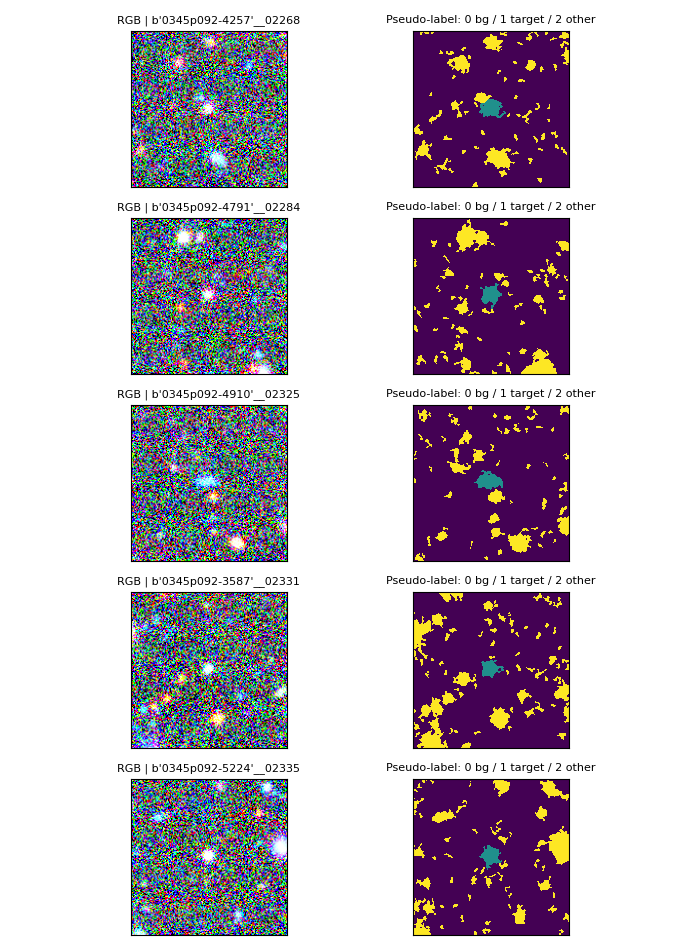 RGB | b'0345p092-4257'__02268
Pseudo-label: 0 bg / 1 target / 2 other
RGB | b'0345p092-4791'__02284
Pseudo-label: 0 bg / 1 target / 2 other
RGB | b'0345p092-4910'__02325
Pseudo-label: 0 bg / 1 target / 2 other
RGB | b'0345p092-3587'__02331
Pseudo-label: 0 bg / 1 target / 2 other
RGB | b'0345p092-5224'__02335
Pseudo-label: 0 bg / 1 target / 2 other